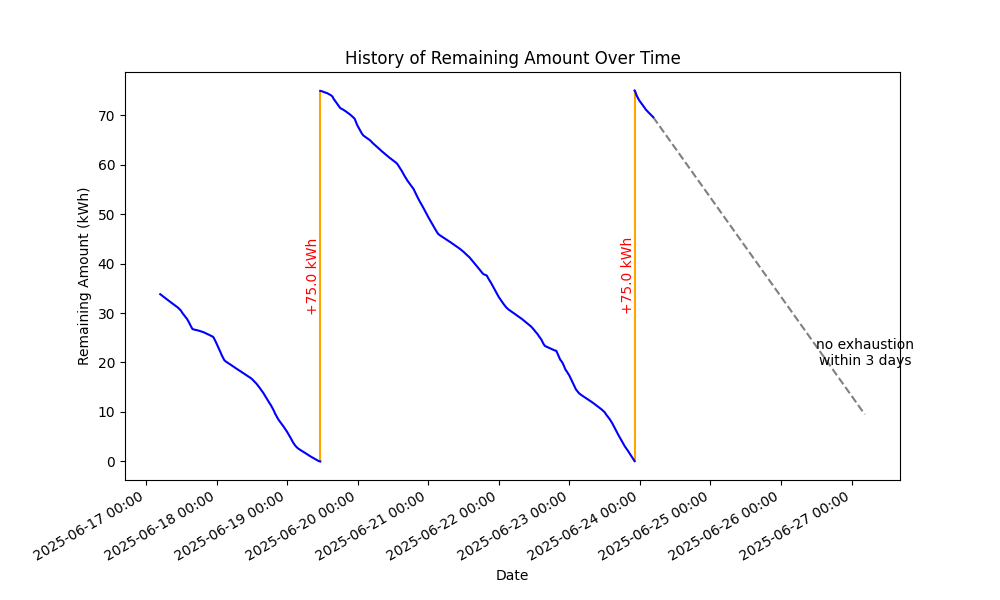 History of Remaining Amount Over Time
Remaining Amount (kWh)
70
60
50
40
30
20
10
0
+75.0 kWh
+75.0 kWh
no exhaustion
within 3 days
2025-06-17 00:00
2025-06-18 00:00
2025-06-19 00:00
2025-06-20 00:00
2025-06-21 00:00
2025-06-22 00:00
2025-06-23 00:00
2025-06-24 00:00
2025-06-25 00:00
2025-06-26 00:00
2025-06-27 00:00
Date